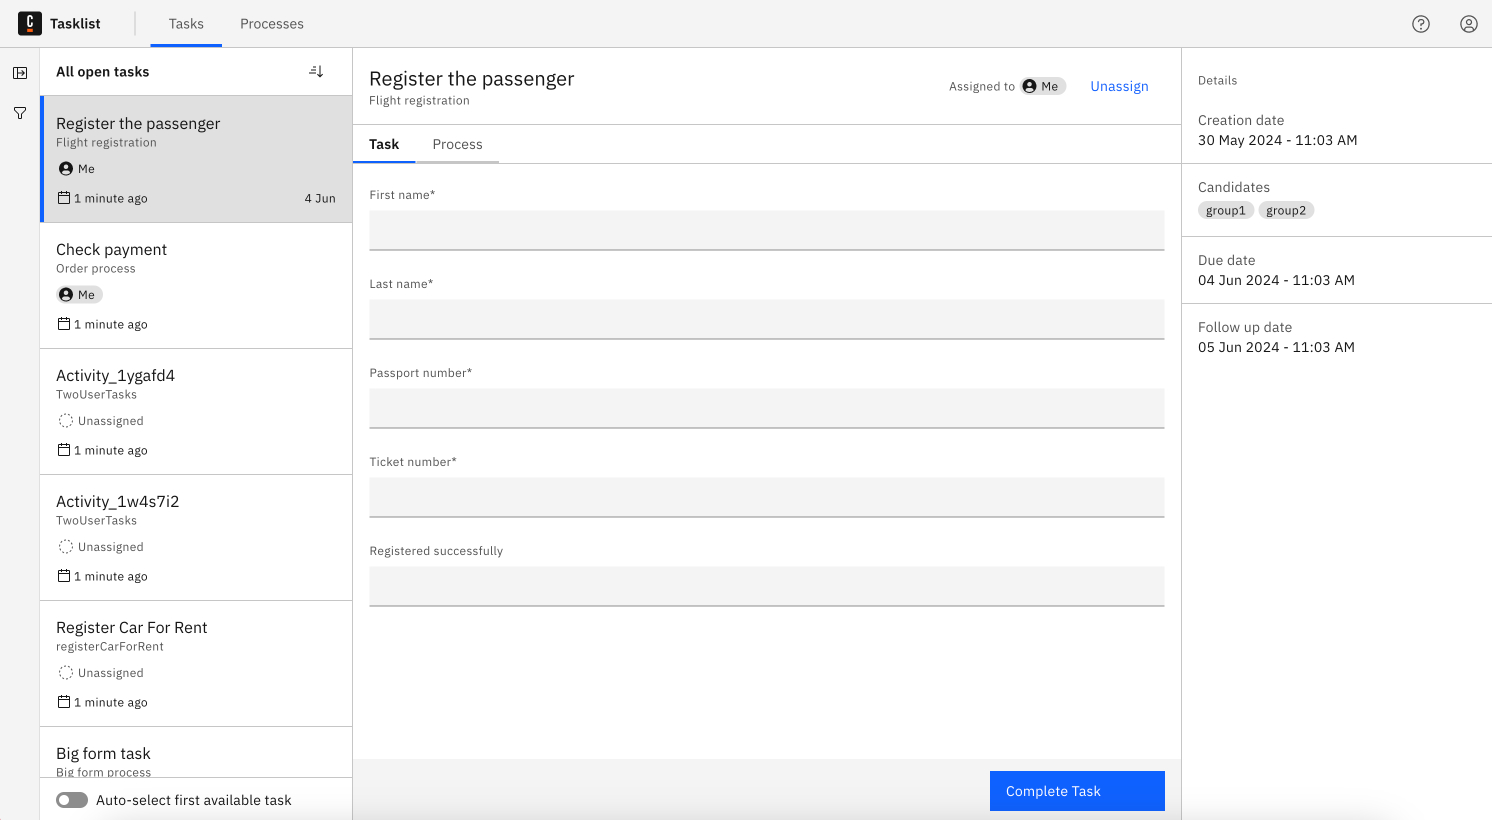 C Tasklist Tasks Processes
All open tasks
Register the passenger
Flight registration
Me
1 minute ago 4 Jun
Check payment
Order process
Me
1 minute ago
Activity_1ygafd4
TwoUserTasks
Unassigned
1 minute ago
Activity_1w4s7i2
TwoUserTasks
Unassigned
1 minute ago
Register Car For Rent
registerCarForRent
Unassigned
1 minute ago
Big form task
Big form process
Auto-select first available task
Register the passenger
Flight registration
Assigned to Me Unassign
Task Process
First name*
Last name*
Passport number*
Ticket number*
Registered successfully
Complete Task
Details
Creation date
30 May 2024 - 11:03 AM
Candidates
group1 group2
Due date
04 Jun 2024 - 11:03 AM
Follow up date
05 Jun 2024 - 11:03 AM